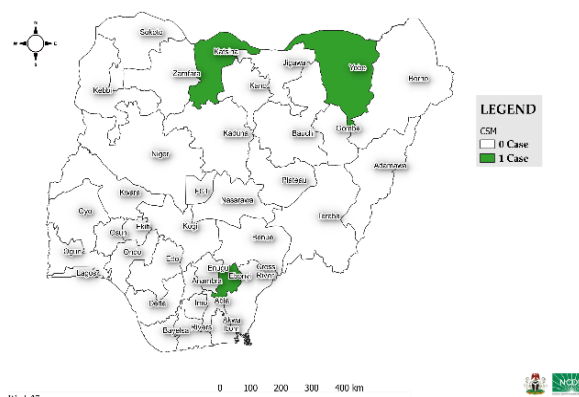 N
W
E
S
Sokoto
Katsina
Zamfara
Jigawa
Yobe
Borno
Kebbi
Kano
Kaduna
Bauchi
Gombe
Niger
Adamawa
Plateau
FCT
Kwara
Nasarawa
Oyo
Taraba
Ekiti
Kogi
Osun
Benue
Ogun
Ondo
Edo
Lagos
Enugu
Ebonyi
Cross
River
Anambra
Delta
Imo
Abia
Akwa
Ibom
Bayelsa
Rivers
LEGEND
CSM
0 Case
1 Case
0 100 200 300 400 km